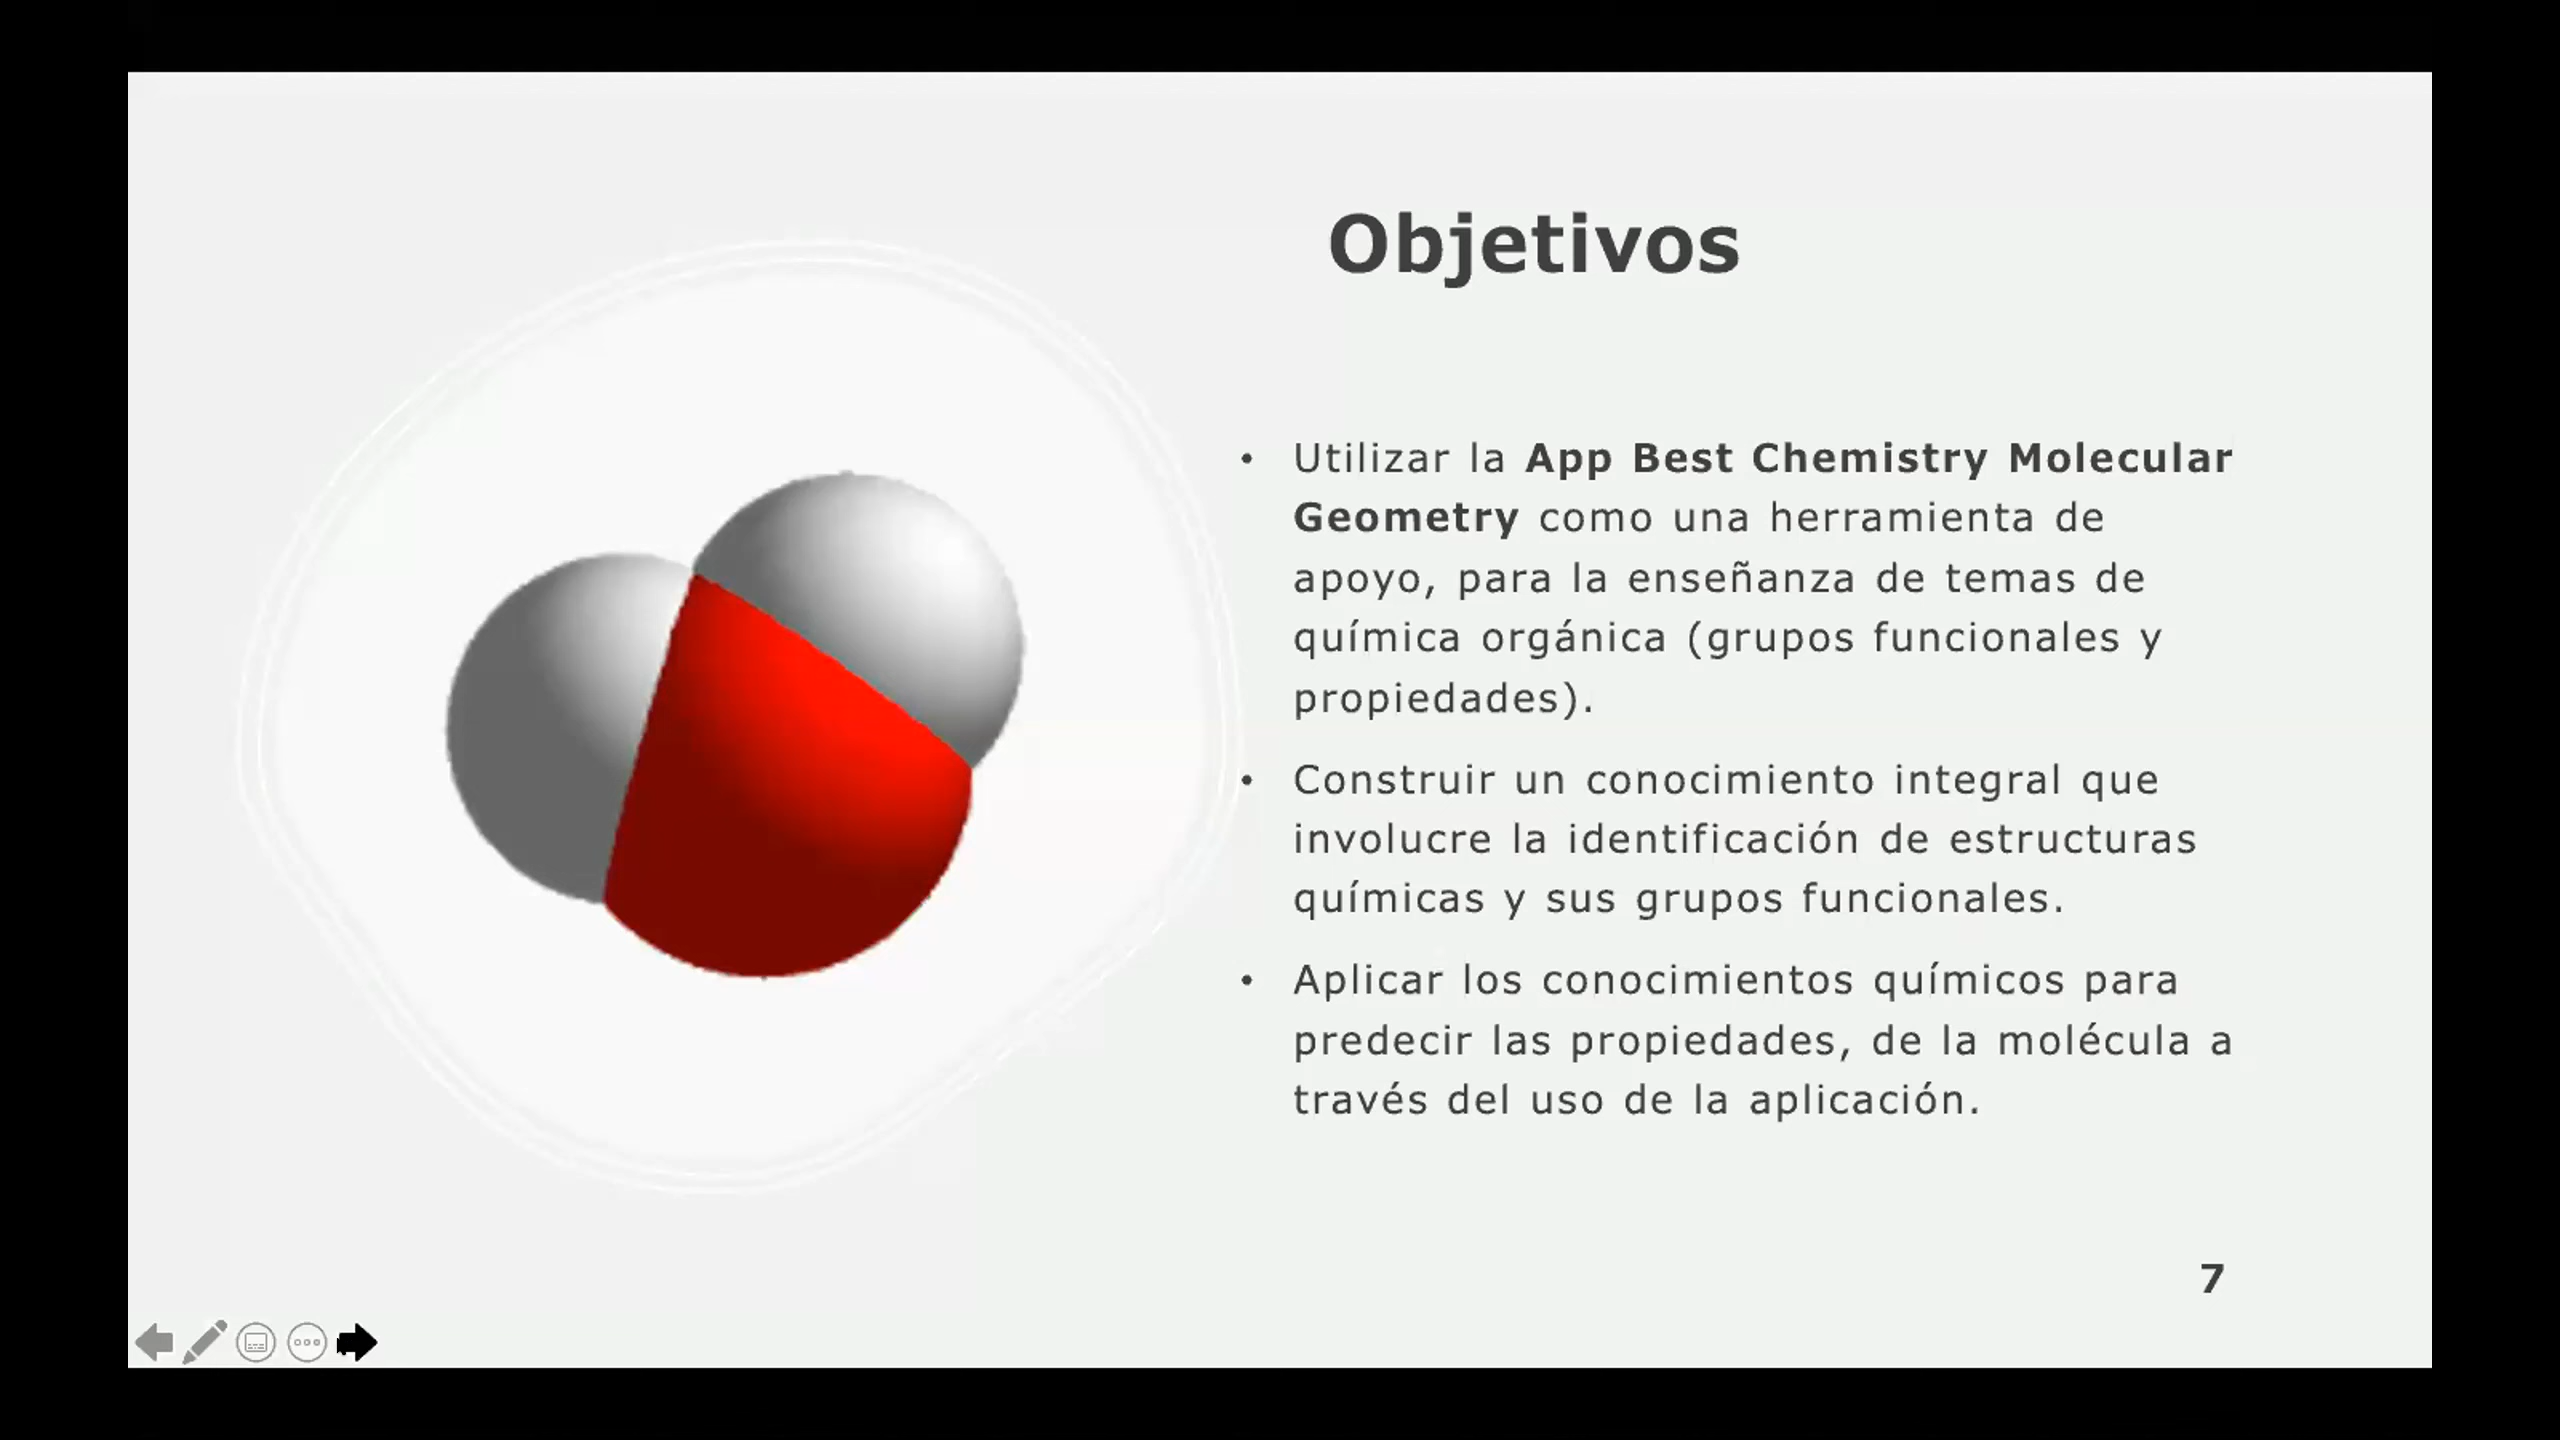 Objetivos
• Utilizar la App Best Chemistry Molecular
Geometry como una herramienta de
apoyo, para la enseñanza de temas de
química orgánica (grupos funcionales y
propiedades).
• Construir un conocimiento integral que
involucre la identificación de estructuras
químicas y sus grupos funcionales.
• Aplicar los conocimientos químicos para
predecir las propiedades, de la molécula a
través del uso de la aplicación.
7